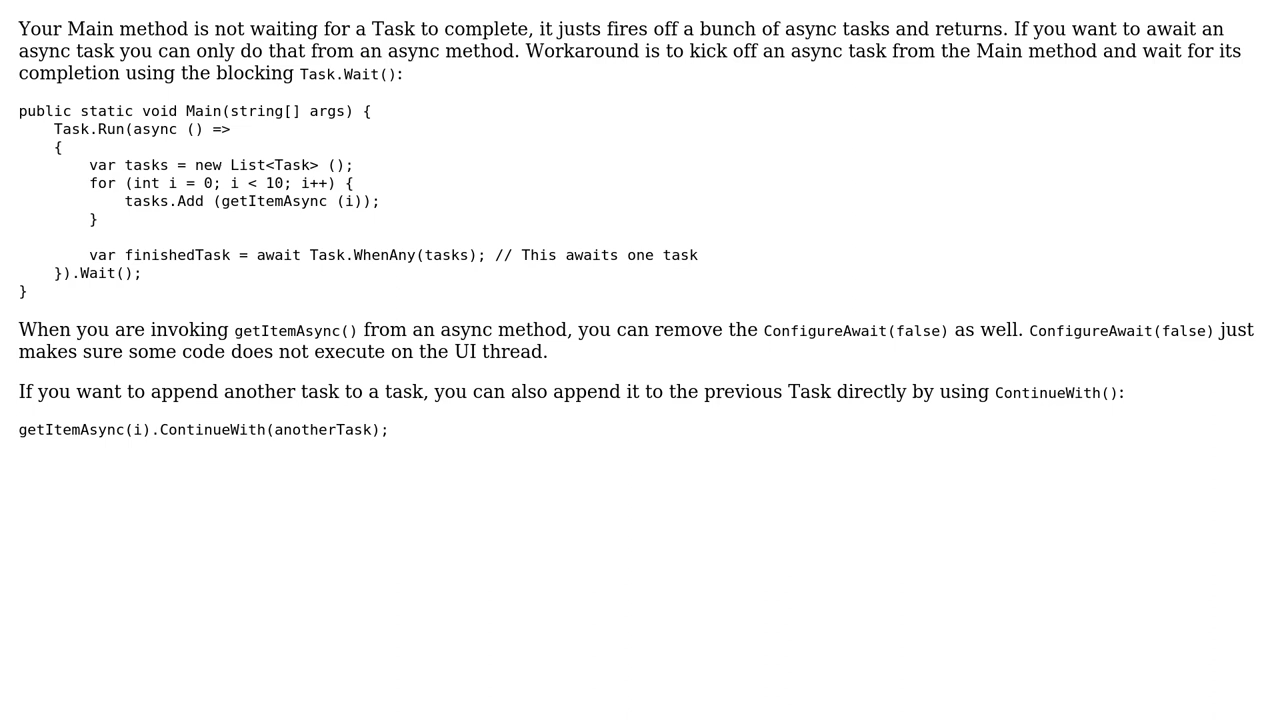 Your Main method is not waiting for a Task to complete, it justs fires off a bunch of async tasks and returns. If you want to await an
async task you can only do that from an async method. Workaround is to kick off an async task from the Main method and wait for its
completion using the blocking Task.Wait():
public static void Main(string[] args) {
    Task.Run(async () =>
    {
        var tasks = new List<Task> ();
        for (int i = 0; i < 10; i++) {
            tasks.Add (getItemAsync (i));
        }

        var finishedTask = await Task.WhenAny(tasks); // This awaits one task
    }).Wait();
}
When you are invoking getItemAsync() from an async method, you can remove the ConfigureAwait(false) as well. ConfigureAwait(false) just
makes sure some code does not execute on the UI thread.
If you want to append another task to a task, you can also append it to the previous Task directly by using ContinueWith():
getItemAsync(i).ContinueWith(anotherTask);